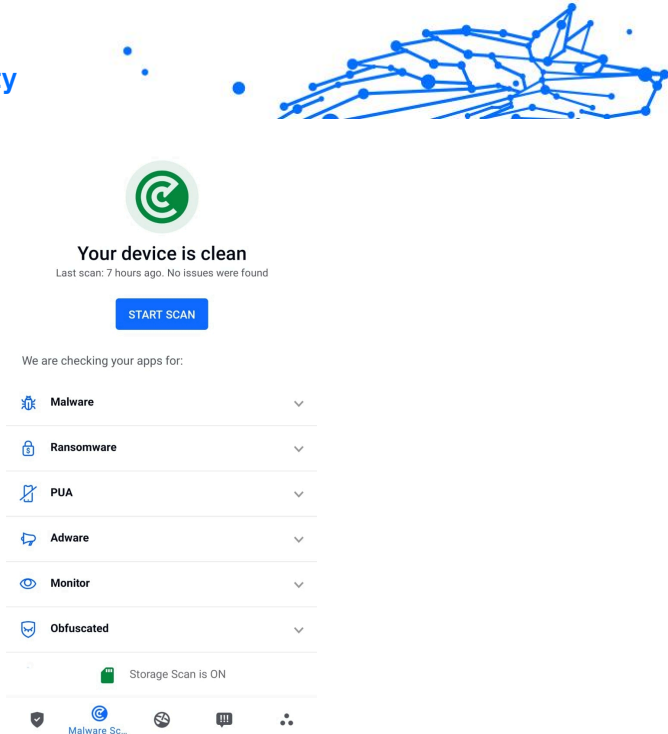 ty
Your device is clean
Last scan: 7 hours ago. No issues were found
START SCAN
We are checking your apps for:
Malware
Ransomware
PUA
Adware
Monitor
Obfuscated
Storage Scan is ON
Malware Sc...